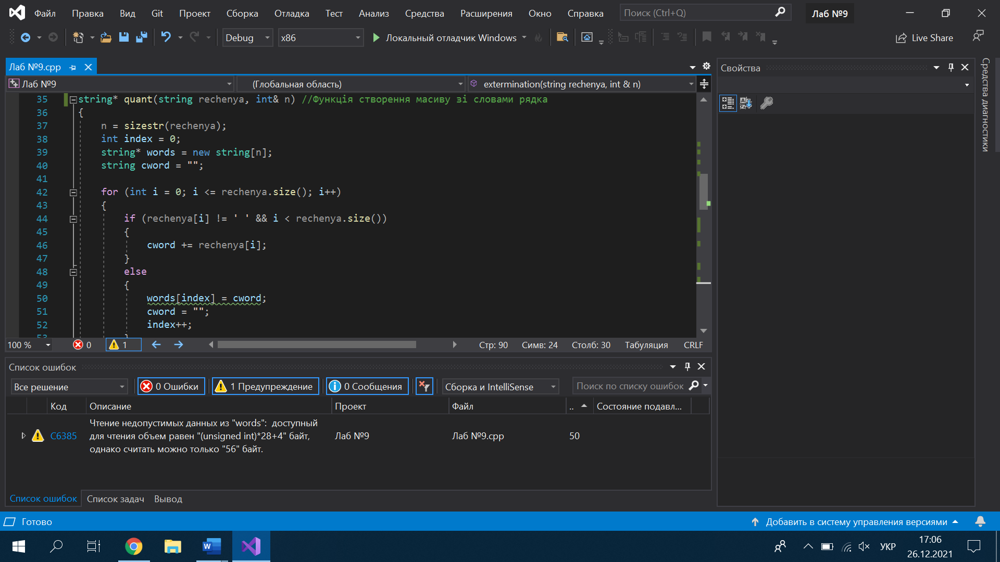 Файл Правка Вид Git Проект Сборка Отладка Тест Анализ Средства Расширения Окно Справка Поиск (Ctrl+Q) Лаб №9
Debug x86 Локальный отладчик Windows Live Share
Лаб №9.cpp
Лаб №9 (Глобальная область) extermination(string rechenya, int & n)
35 string* quant(string rechenya, int& n) //Функція створення масиву зі словами рядка
36 {
37 n = sizestr(rechenya);
38 int index = 0;
39 string* words = new string[n];
40 string cword = "";
41
42 for (int i = 0; i <= rechenya.size(); i++)
43 {
44 if (rechenya[i] != ' ' && i < rechenya.size())
45 {
46 cword += rechenya[i];
47 }
48 else
49 {
50 words[index] = cword;
51 cword = "";
52 index++;
53 }
100 % 0 1 Стр: 90 Симв: 24 Столб: 30 Табуляция CRLF
Список ошибок
Все решение 0 Ошибки 1 Предупреждение 0 Сообщения Сборка и IntelliSense Поиск по списку ошибок
Код Описание Проект Файл .. Состояние подавл...
Чтение недопустимых данных из "words": доступный
C6385 для чтения объем равен "(unsigned int)*28+4" байт, Лаб №9 Лаб №9.cpp 50
однако считать можно только "56" байт.
Список ошибок Список задач Вывод
Свойства
Средства диагностики
Готово Добавить в систему управления версиями
УКР 17:06
26.12.2021